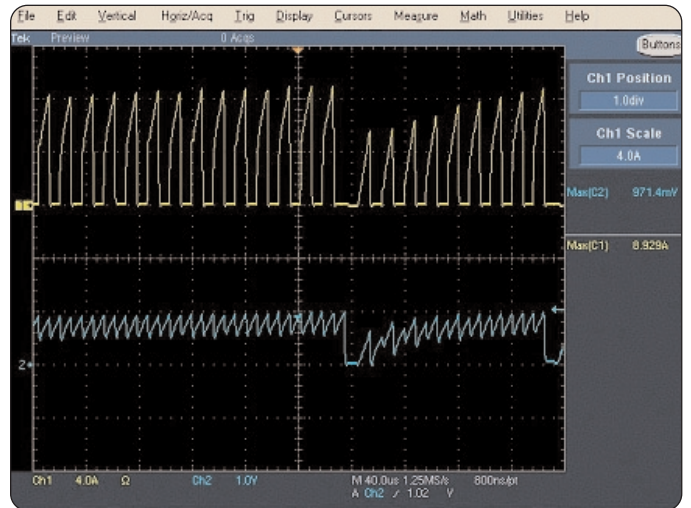 File Edit Vertical Horiz/Acq Trig Display Cursors Measure Math Utilities Help
Tek Preview 0 Acqs
Buttons
Ch1 Position
1.0div
Ch1 Scale
4.0A
Max(C2) 971.4mV
Max(C1) 8.929A
1
2
Ch1 4.0A Ω Ch2 1.0V M 40.0us 1.25MS/s 800ns/pt
A Ch2 / 1.02 V